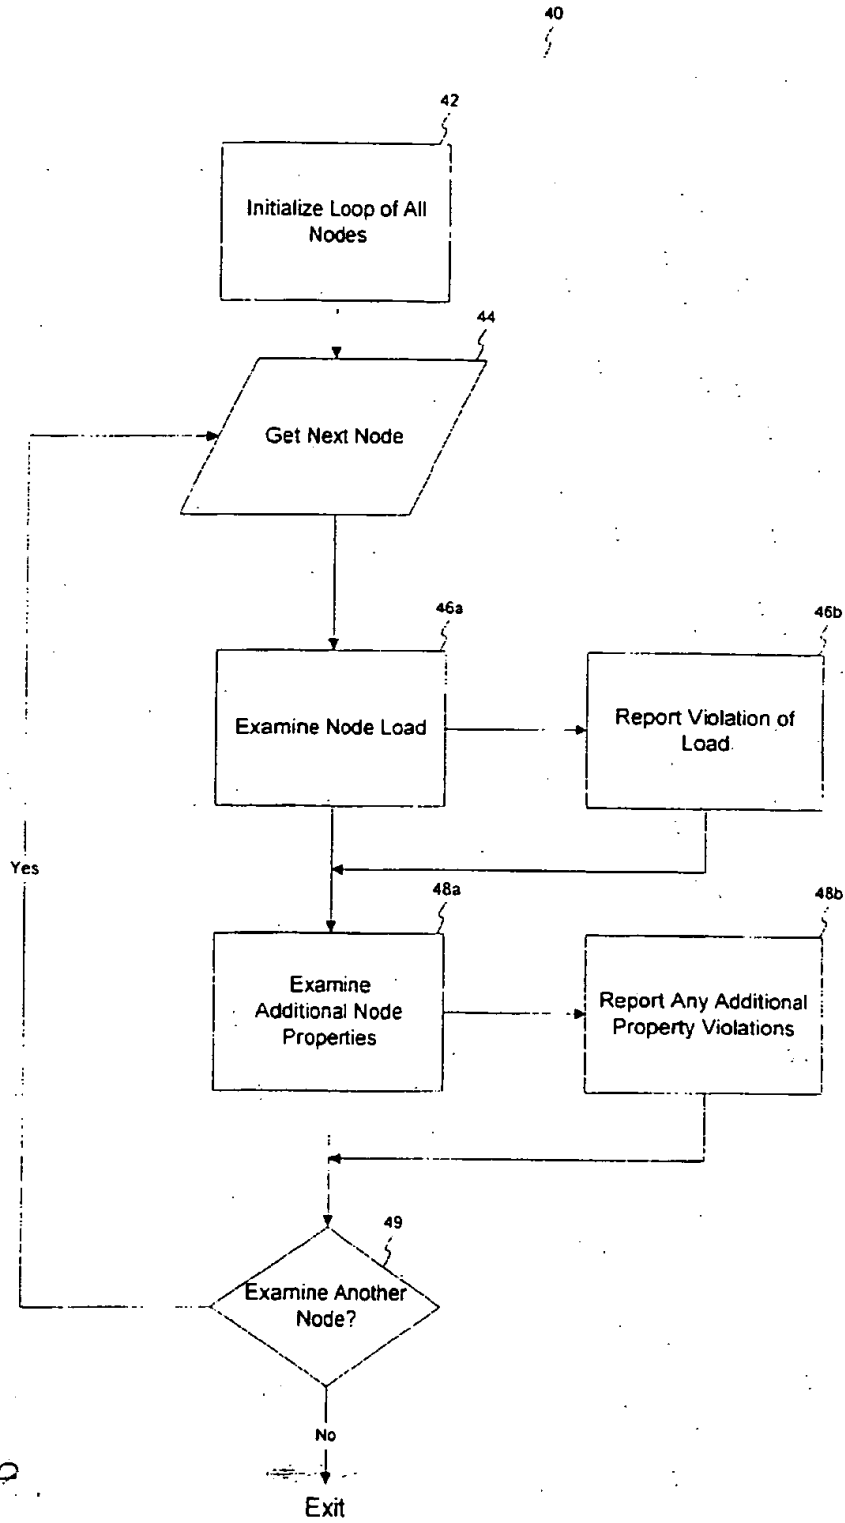 40
42
Initialize Loop of All
Nodes
44
Get Next Node
46a
Examine Node Load
46b
Report Violation of
Load
Yes
48a
Examine
Additional Node
Properties
48b
Report Any Additional
Property Violations
49
Examine Another
Node?
No
Exit